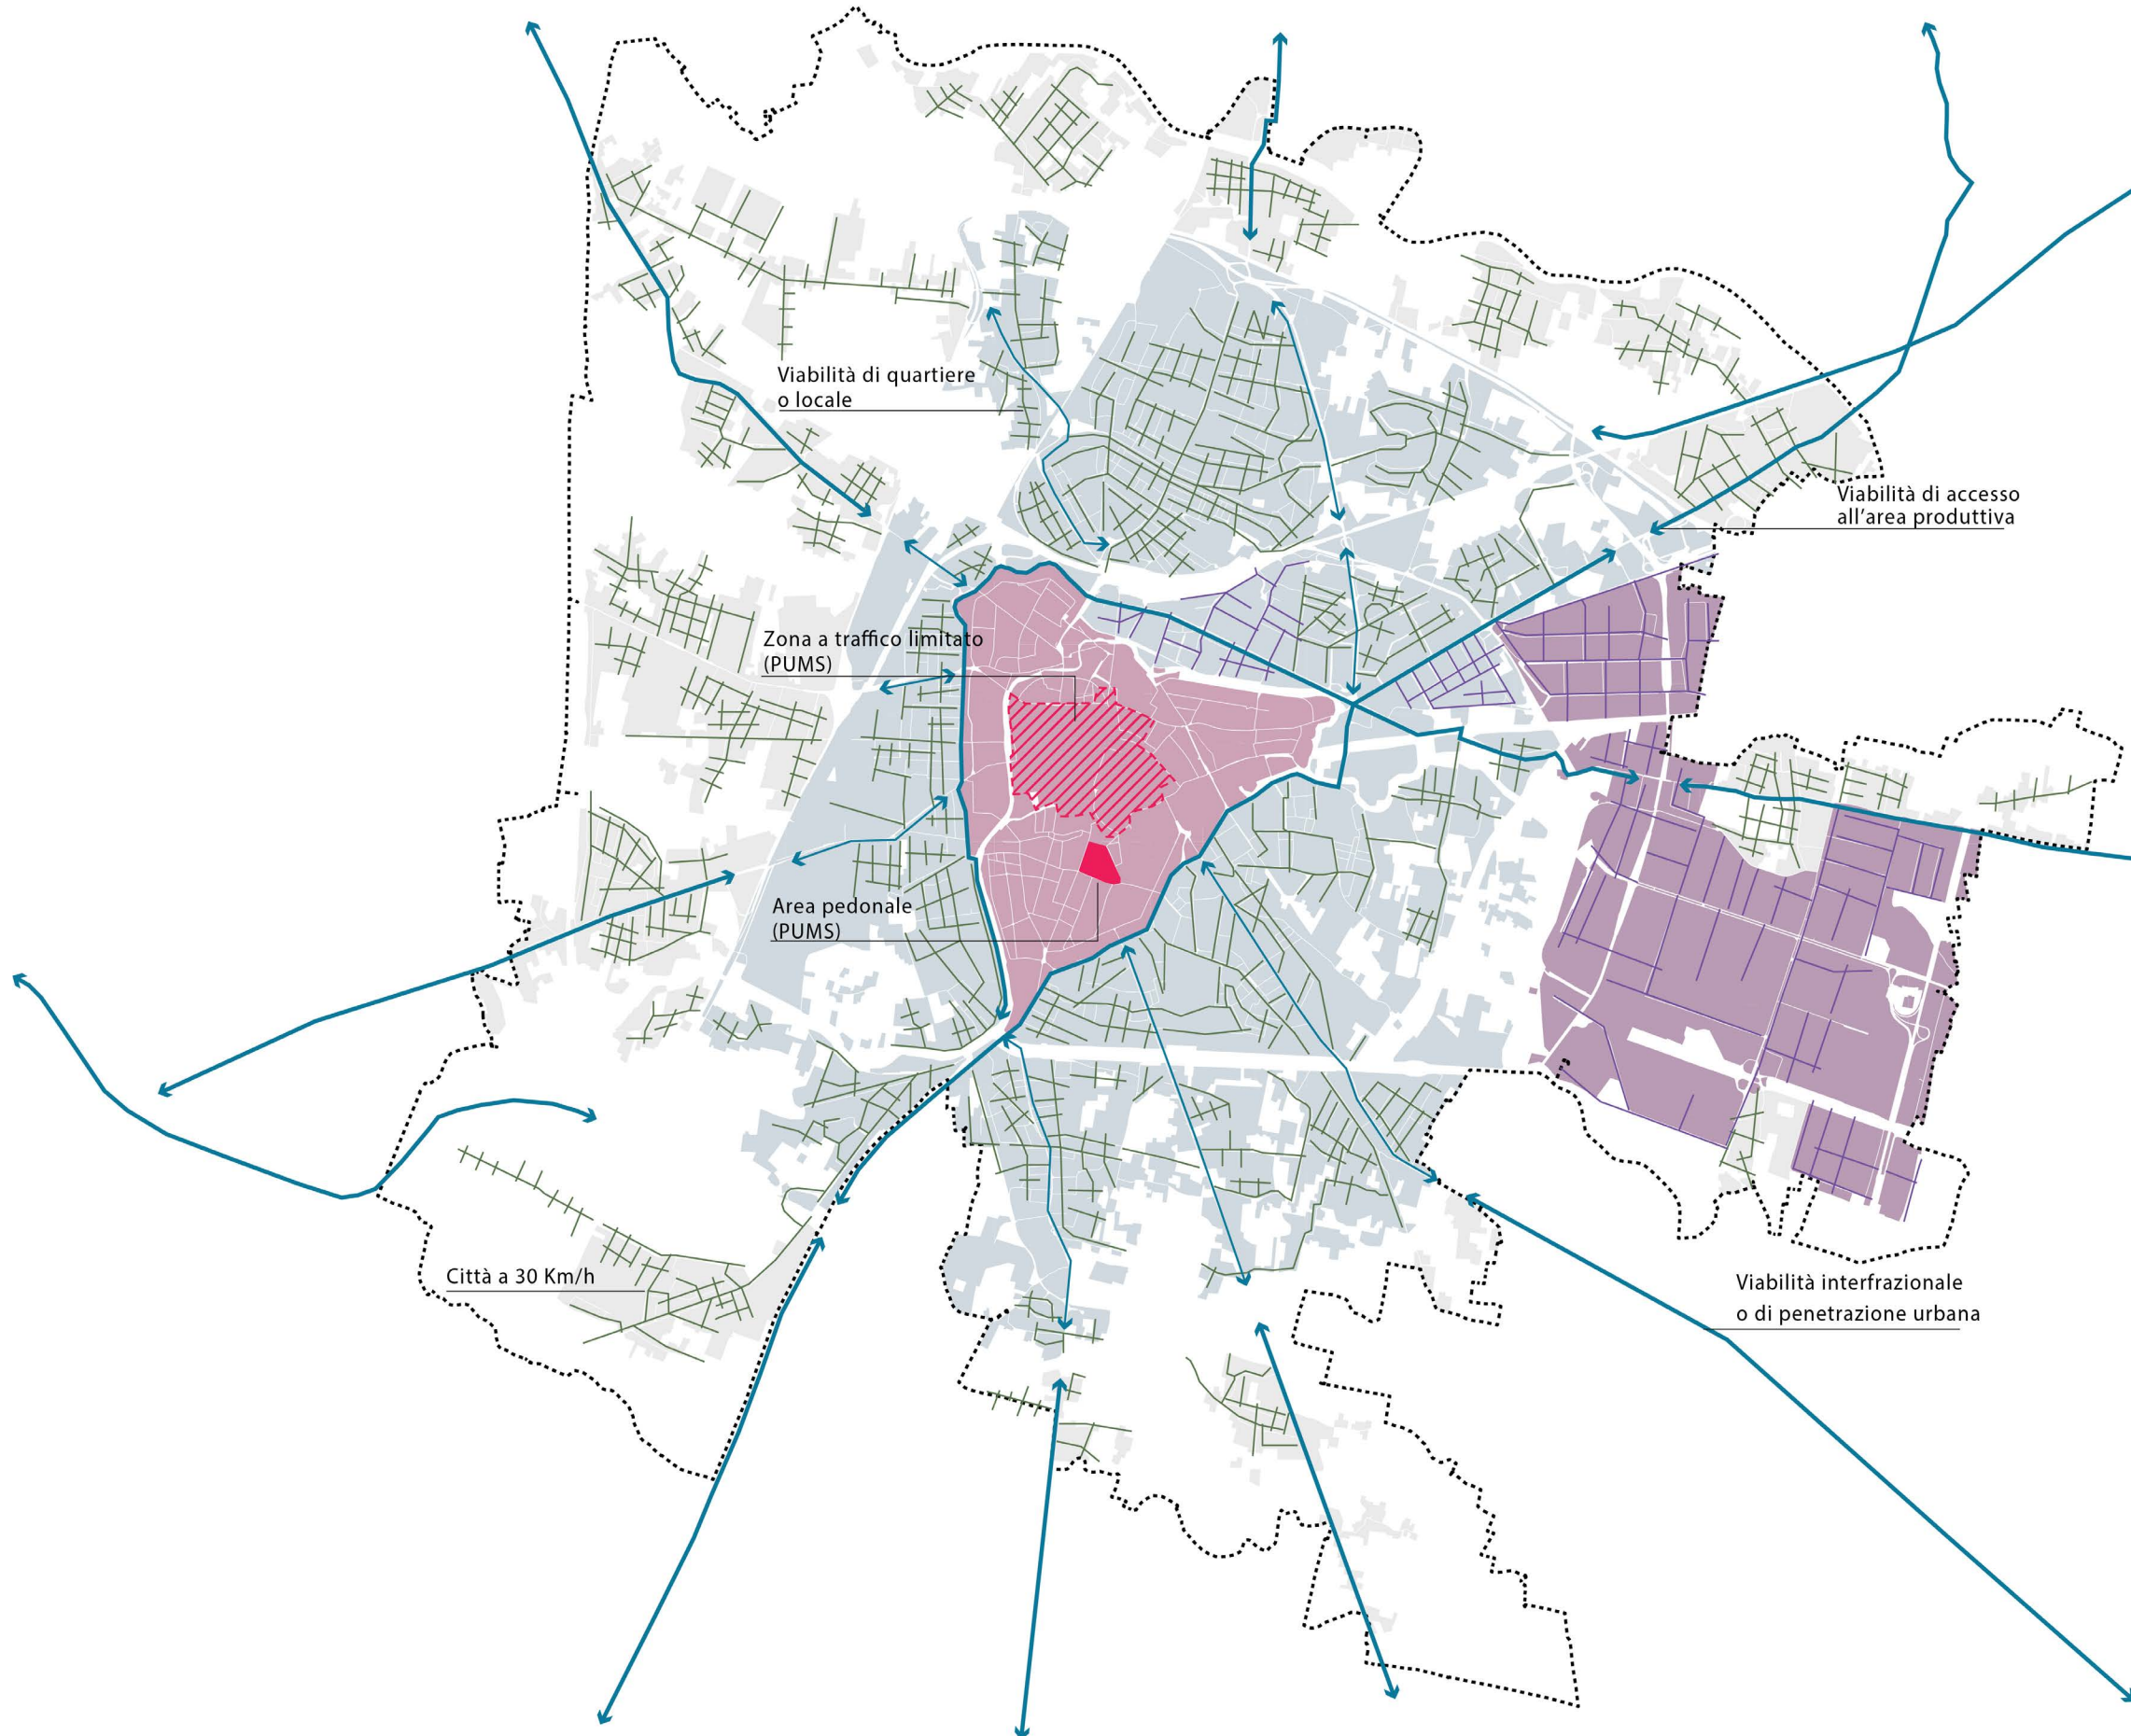 Viabilità di quartiere
o locale
Viabilità di accesso
all'area produttiva
Zona a traffico limitato
(PUMS)
Area pedonale
(PUMS)
Città a 30 Km/h
Viabilità interfrazionale
o di penetrazione urbana